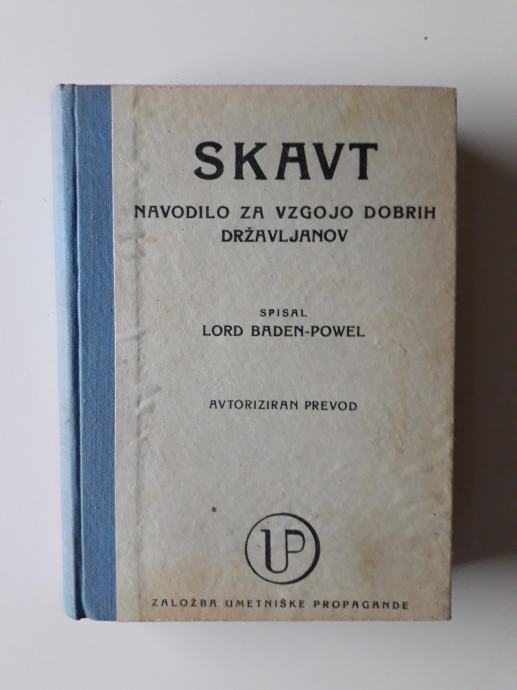 SKAVT
NAVODILO ZA VZGOJO DOBRIH
DRŽAVLJANOV
SPISAL
LORD BADEN-POWEL
AVTORIZIRAN PREVOD
UP
ZALOŽBA UMETNIŠKE PROPAGANDE